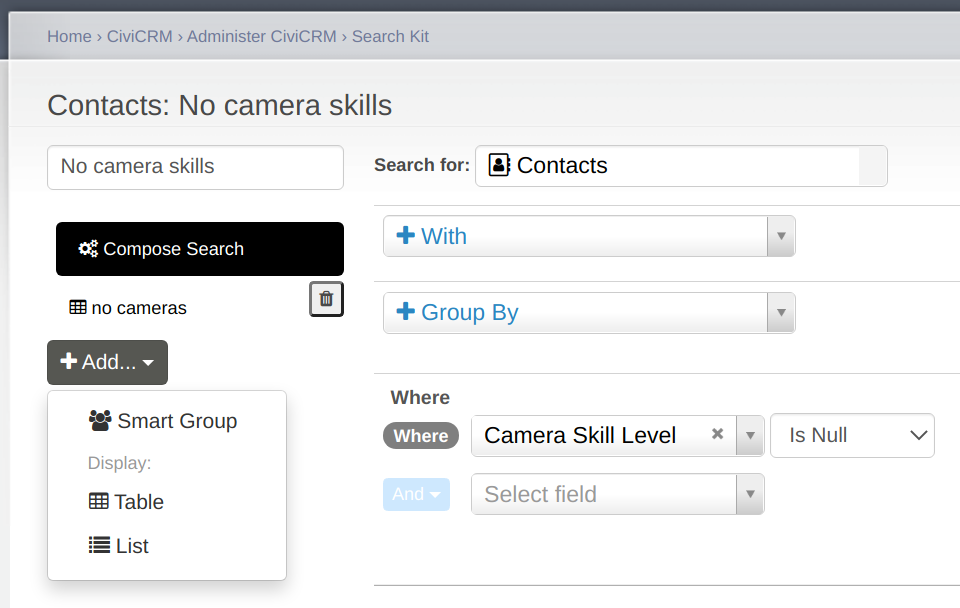 Home › CiviCRM › Administer CiviCRM › Search Kit
Contacts: No camera skills
No camera skills
Search for: Contacts
Compose Search
With
no cameras
Group By
Add...
Smart Group
Display:
Table
List
Where
Where Camera Skill Level × Is Null
And Select field